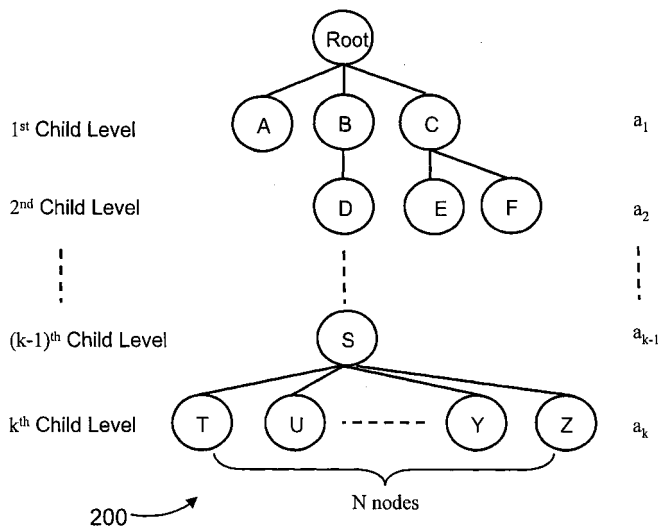 Root
1st Child Level A B C a1
2nd Child Level D E F a2
(k-1)th Child Level S ak-1
kth Child Level T U Y Z ak
N nodes
200